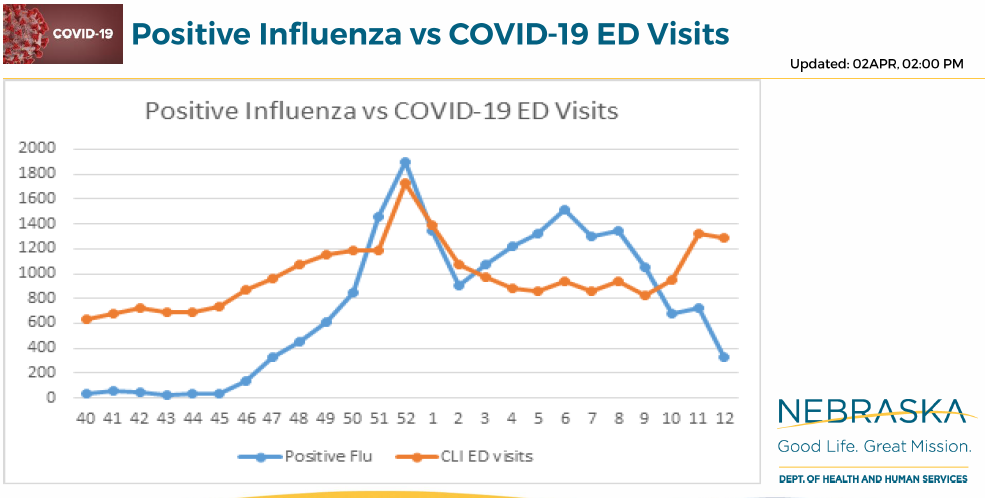 COVID-19
Positive Influenza vs COVID-19 ED Visits
Updated: 02APR, 02:00 PM
Positive Influenza vs COVID-19 ED Visits
2000
1800
1600
1400
1200
1000
800
600
400
200
0
40 41 42 43 44 45 46 47 48 49 50 51 52 1 2 3 4 5 6 7 8 9 10 11 12
Positive Flu CLI ED visits
NEBRASKA
Good Life. Great Mission.
DEPT. OF HEALTH AND HUMAN SERVICES